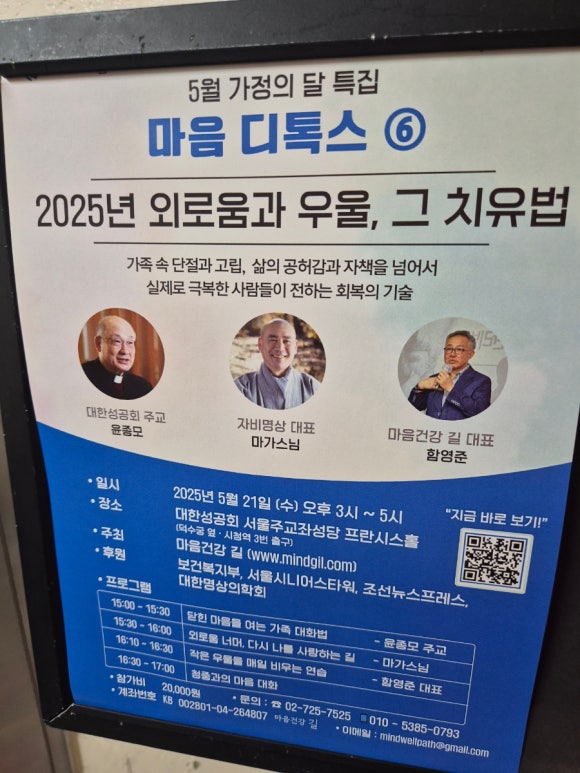 5월 가정의 달 특집
마음 디톡스 ⑥
2025년 외로움과 우울, 그 치유법
가족 속 단절과 고립, 삶의 공허감과 자책을 넘어서
실제로 극복한 사람들이 전하는 회복의 기술
대한성공회 주교
윤종모
자비명상 대표
마가스님
마음건강 길 대표
함영준
• 일시 2025년 5월 21일 (수) 오후 3시 ~ 5시
• 장소 대한성공회 서울주교좌성당 프란시스홀
(덕수궁 옆 · 시청역 3번 출구)
• 주최 마음건강 길 (www.mindgil.com)
• 후원 보건복지부, 서울시니어스타워, 조선뉴스프레스,
대한명상의학회
"지금 바로 보기!"
• 프로그램
15:00 - 15:30 닫힌 마음을 여는 가족 대화법 - 윤종모 주교
15:30 - 16:00 외로움 너머, 다시 나를 사랑하는 길 - 마가스님
16:10 - 16:30 작은 우울을 매일 비우는 연습 - 함영준 대표
16:30 - 17:00 청중과의 마음 대화
• 참가비 20,000원 • 문의 : ☎ 02-725-7525 010 - 5385-0793
• 계좌번호 KB 002801-04-264807 마음건강 길 • 이메일 : mindwellpath@gmail.com